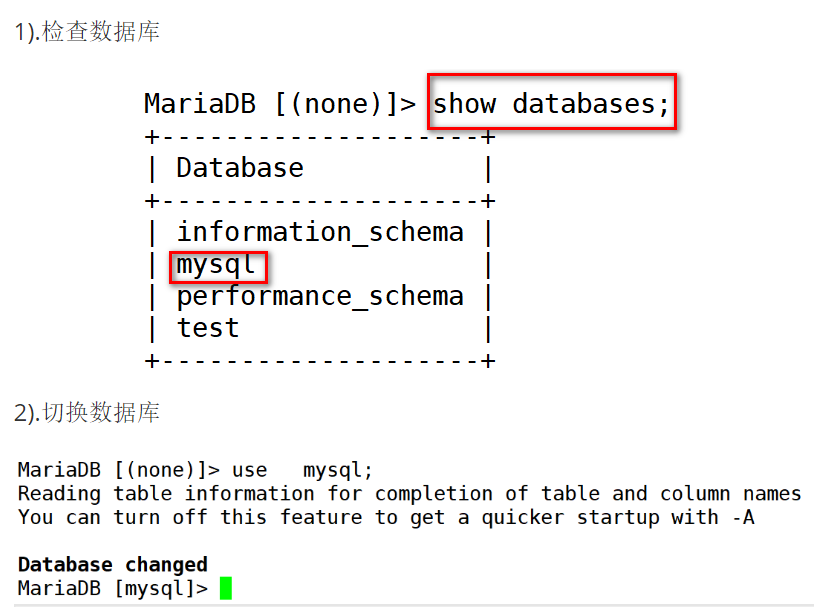 1).检查数据库
MariaDB [(none)]> show databases;
+--------------------+
| Database           |
+--------------------+
| information_schema |
| mysql              |
| performance_schema |
| test               |
+--------------------+
2).切换数据库
MariaDB [(none)]> use   mysql;
Reading table information for completion of table and column names
You can turn off this feature to get a quicker startup with -A
Database changed
MariaDB [mysql]>